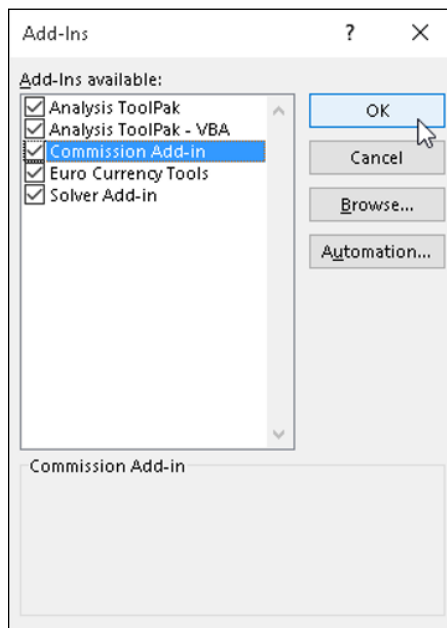 Add-Ins
?
Add-Ins available:
Analysis ToolPak
Analysis ToolPak - VBA
Commission Add-in
Euro Currency Tools
Solver Add-in
OK
Cancel
Browse...
Automation...
Commission Add-in